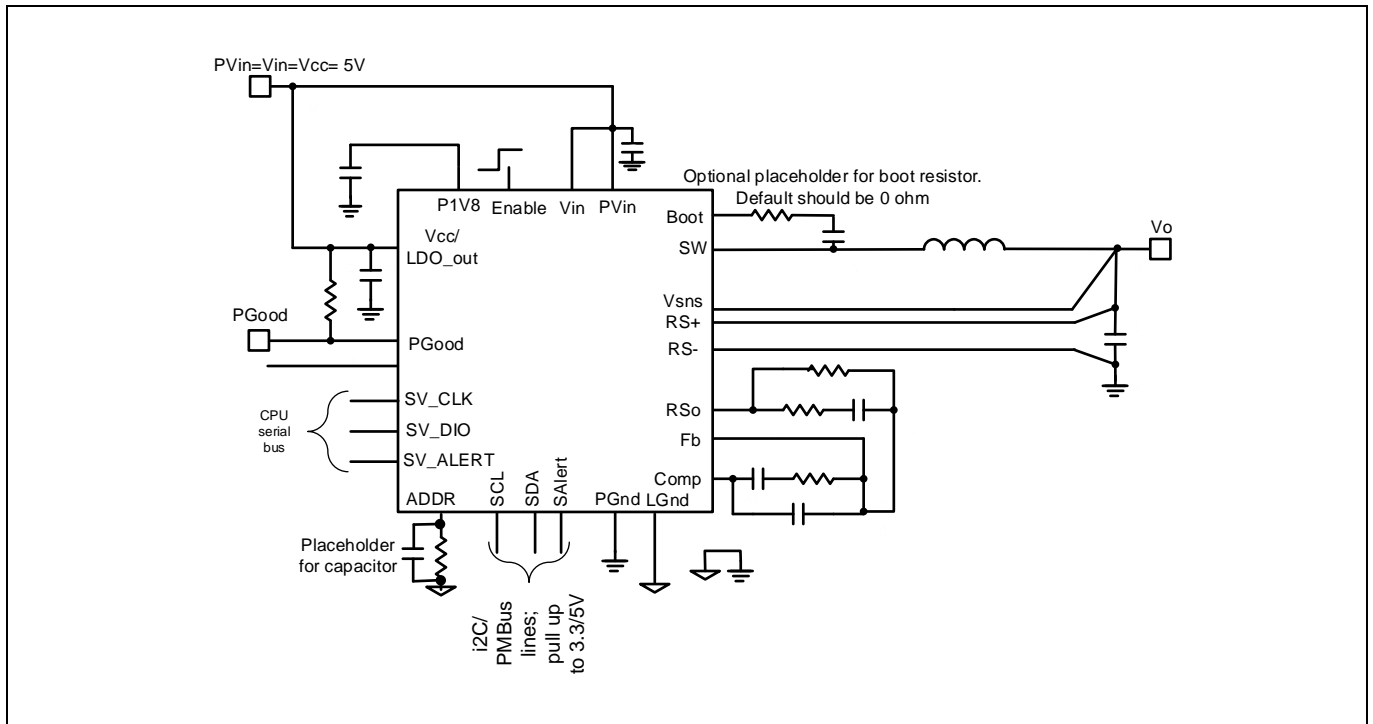 PVin=Vin=Vcc= 5V
Optional placeholder for boot resistor.
Default should be 0 ohm
P1V8
Enable
Vin
PVin
Boot
Vcc/
LDO_out
SW
Vo
Vsns
RS+
PGood
PGood
RS-
SV_CLK
RSo
CPU
serial
bus
SV_DIO
Fb
SV_ALERT
Comp
ADDR
SCL
SDA
SAlert
PGnd
LGnd
Placeholder
for capacitor
i2C/
PMBus
lines;
pull up
to 3.3/5V